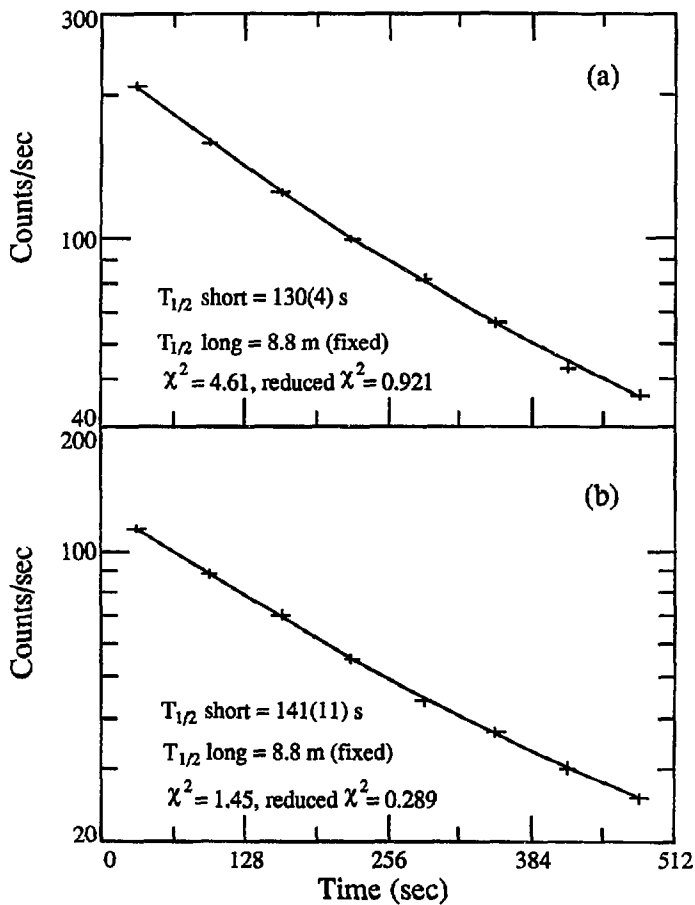 300
(a)
Counts/sec
100
T1/2 short = 130(4) s
T1/2 long = 8.8 m (fixed)
χ2 = 4.61, reduced χ2 = 0.921
40
200
(b)
100
Counts/sec
T1/2 short = 141(11) s
T1/2 long = 8.8 m (fixed)
χ2 = 1.45, reduced χ2 = 0.289
20
0 128 256 384 512
Time (sec)